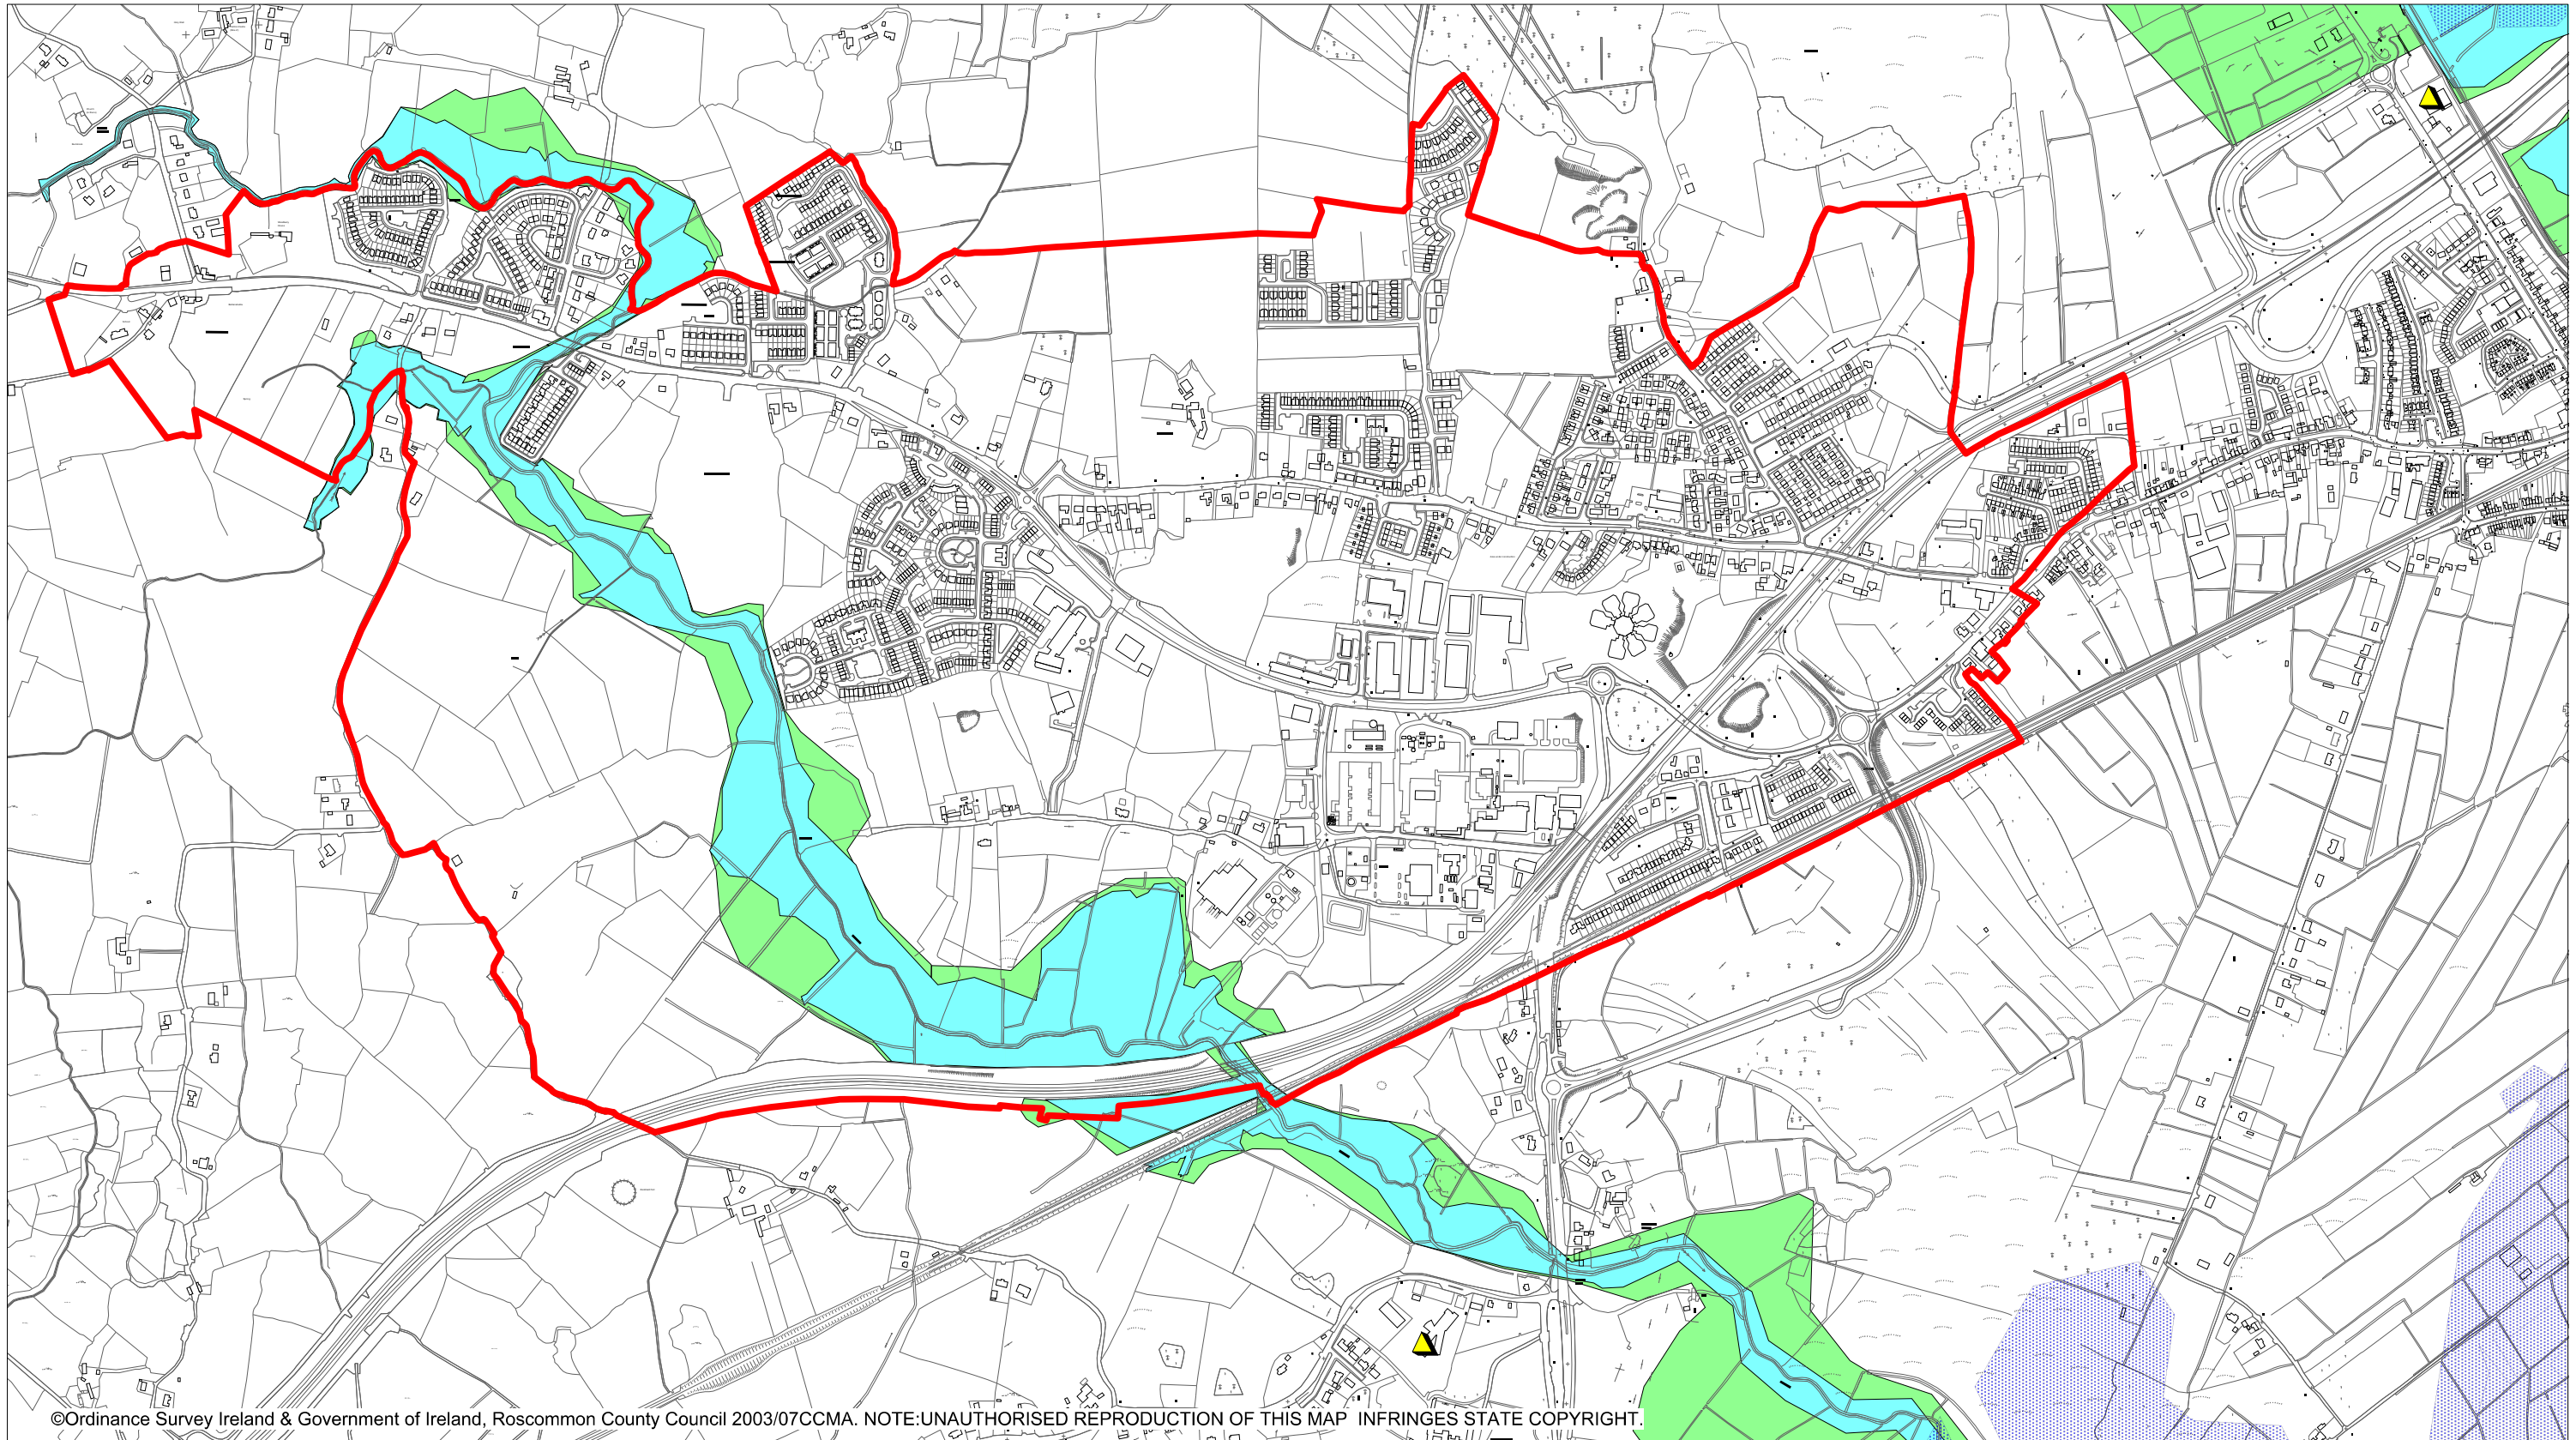 ©Ordinance Survey Ireland & Government of Ireland, Roscommon County Council 2003/07CCMA. NOTE:UNAUTHORISED REPRODUCTION OF THIS MAP INFRINGES STATE COPYRIGHT.